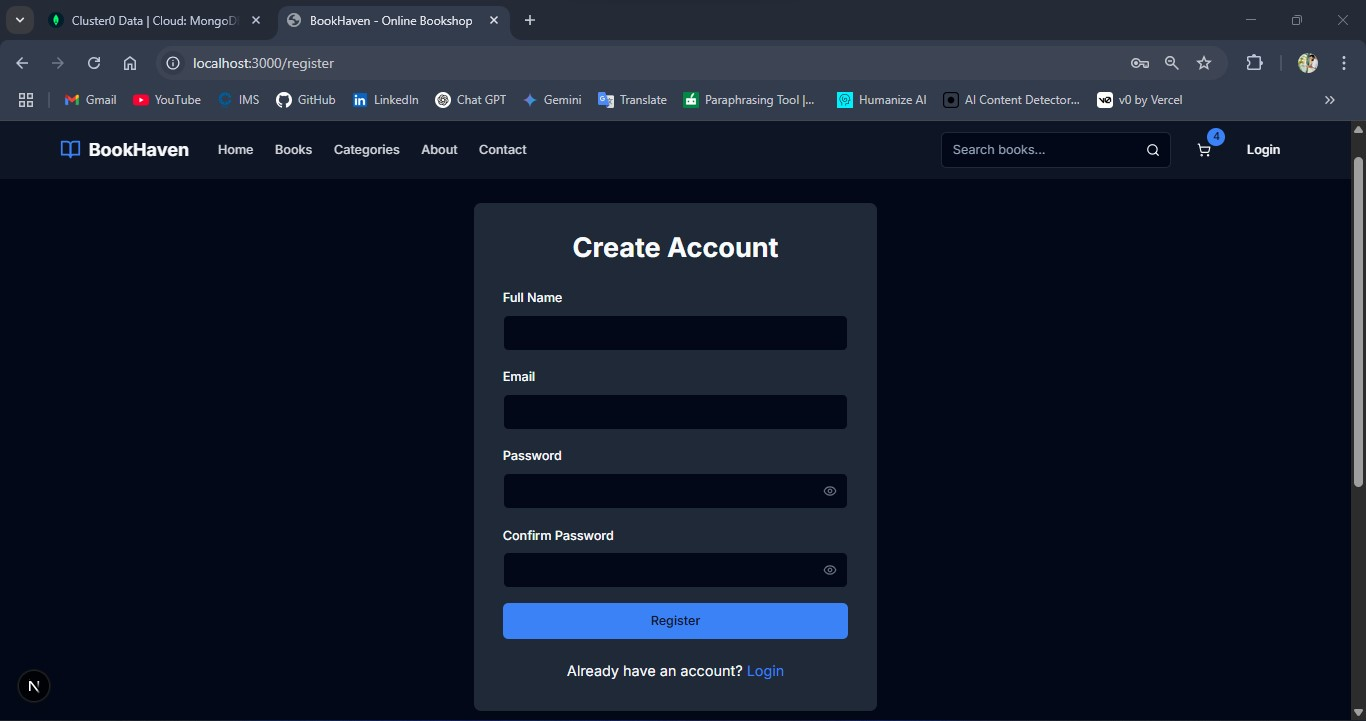 Cluster0 Data | Cloud: MongoD
BookHaven - Online Bookshop
localhost:3000/register
Gmail
YouTube
IMS
GitHub
LinkedIn
Chat GPT
Gemini
Translate
Paraphrasing Tool |...
Humanize AI
AI Content Detector...
v0 by Vercel
BookHaven
Home
Books
Categories
About
Contact
Search books...
4
Login
Create Account
Full Name
Email
Password
Confirm Password
Register
Already have an account? Login
N